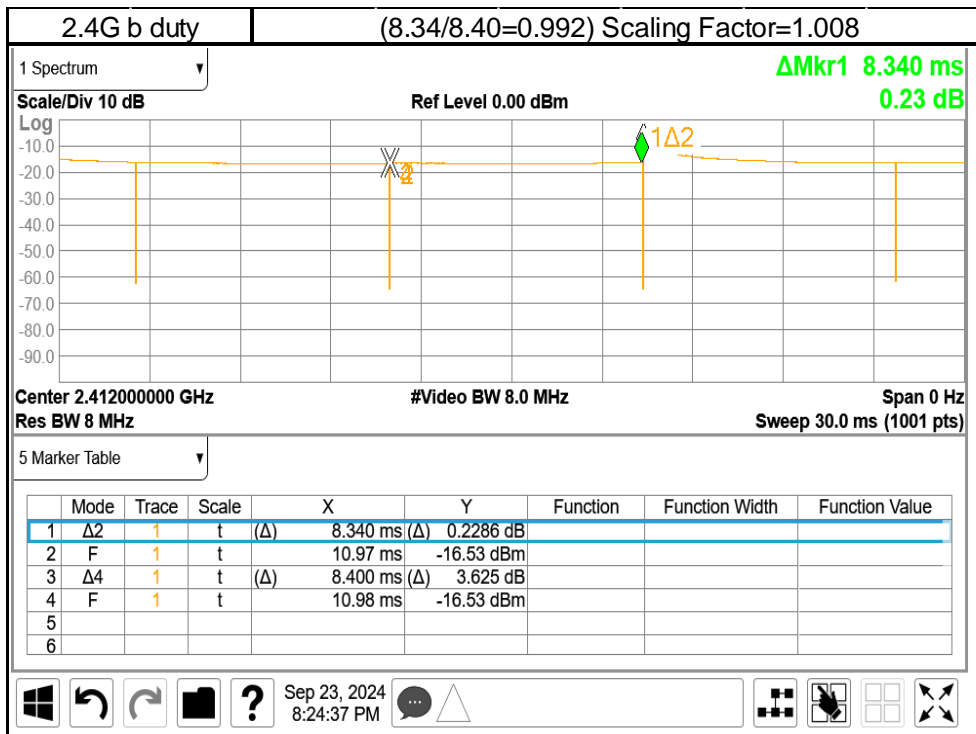 2.4G b duty (8.34/8.40=0.992) Scaling Factor=1.008
1 Spectrum ▼ ΔMkr1 8.340 ms
Scale/Div 10 dB Ref Level 0.00 dBm 0.23 dB
Log
-10.0
-20.0
-30.0
-40.0
-50.0
-60.0
-70.0
-80.0
-90.0
1Δ2
X
Center 2.412000000 GHz #Video BW 8.0 MHz Span 0 Hz
Res BW 8 MHz Sweep 30.0 ms (1001 pts)
5 Marker Table ▼
Mode Trace Scale X Y Function Function Width Function Value
1 Δ2 1 t (Δ) 8.340 ms (Δ) 0.2286 dB
2 F 1 t 10.97 ms -16.53 dBm
3 Δ4 1 t (Δ) 8.400 ms (Δ) 3.625 dB
4 F 1 t 10.98 ms -16.53 dBm
5
6
? Sep 23, 2024
8:24:37 PM